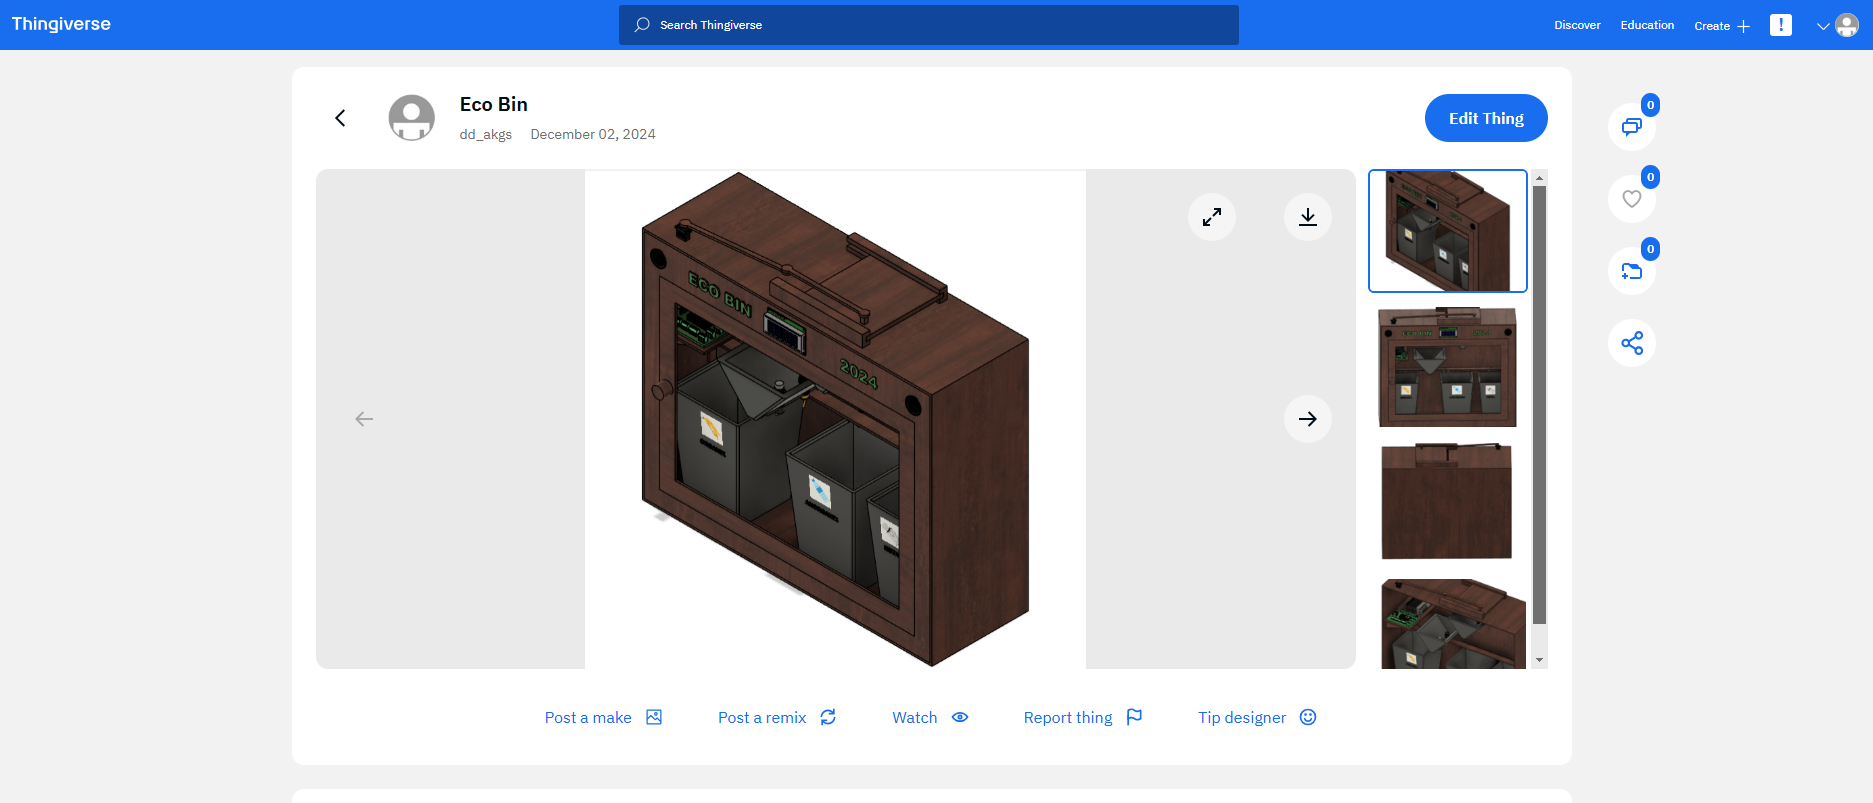 Thingiverse
Search Thingiverse
Discover
Education
Create
Eco Bin
dd_akgs December 02, 2024
Edit Thing
0
0
0
ECO BIN
2024
Post a make
Post a remix
Watch
Report thing
Tip designer